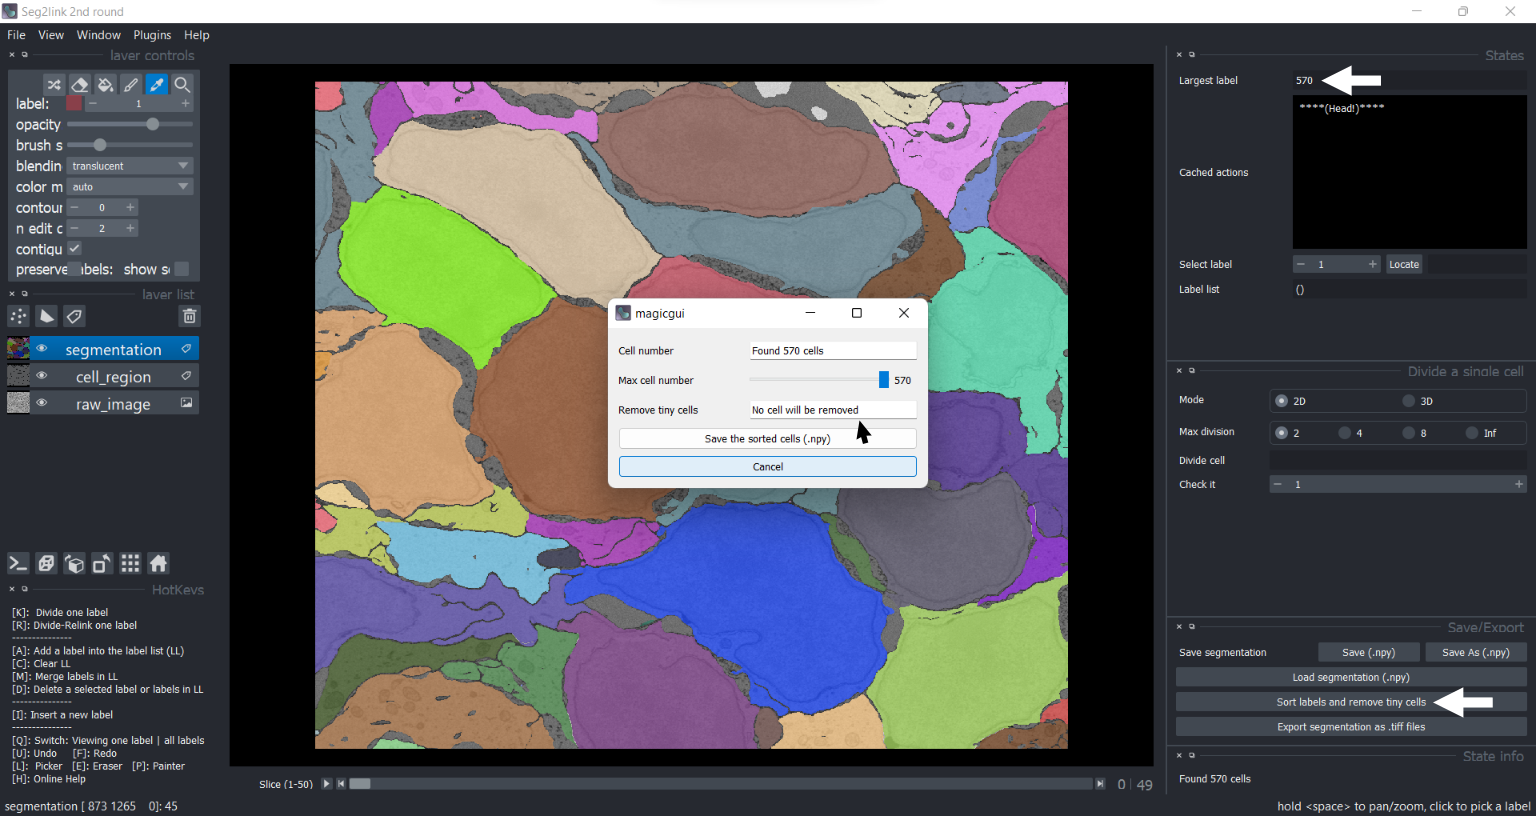 Seg2link 2nd round
File View Window Plugins Help
layer controls
label: 1
opacity
brush s
blendin translucent
color m auto
contour 0
n edit c 2
contigu
preserve abels: show se
layer list
segmentation
cell_region
raw_image
HotKeys
[K]: Divide one label
[R]: Divide-Relink one label
---------------
[A]: Add a label into the label list (LL)
[C]: Clear LL
[M]: Merge labels in LL
[D]: Delete a selected label or labels in LL
---------------
[I]: Insert a new label
---------------
[Q]: Switch: Viewing one label | all labels
[U]: Undo [F]: Redo
[L]: Picker [E]: Eraser [P]: Painter
[H]: Online Help
segmentation [ 873 1265 0]: 45
magicgui
Cell number Found 570 cells
Max cell number 570
Remove tiny cells No cell will be removed
Save the sorted cells (.npy)
Cancel
Slice (1-50) 0 | 49
States
Largest label 570
****(Head!)****
Cached actions
Select label 1 Locate
Label list ()
Divide a single cell
Mode 2D 3D
Max division 2 4 8 Inf
Divide cell
Check it 1
Save/Export
Save segmentation Save (.npy) Save As (.npy)
Load segmentation (.npy)
Sort labels and remove tiny cells
Export segmentation as .tiff files
State info
Found 570 cells
hold <space> to pan/zoom, click to pick a label